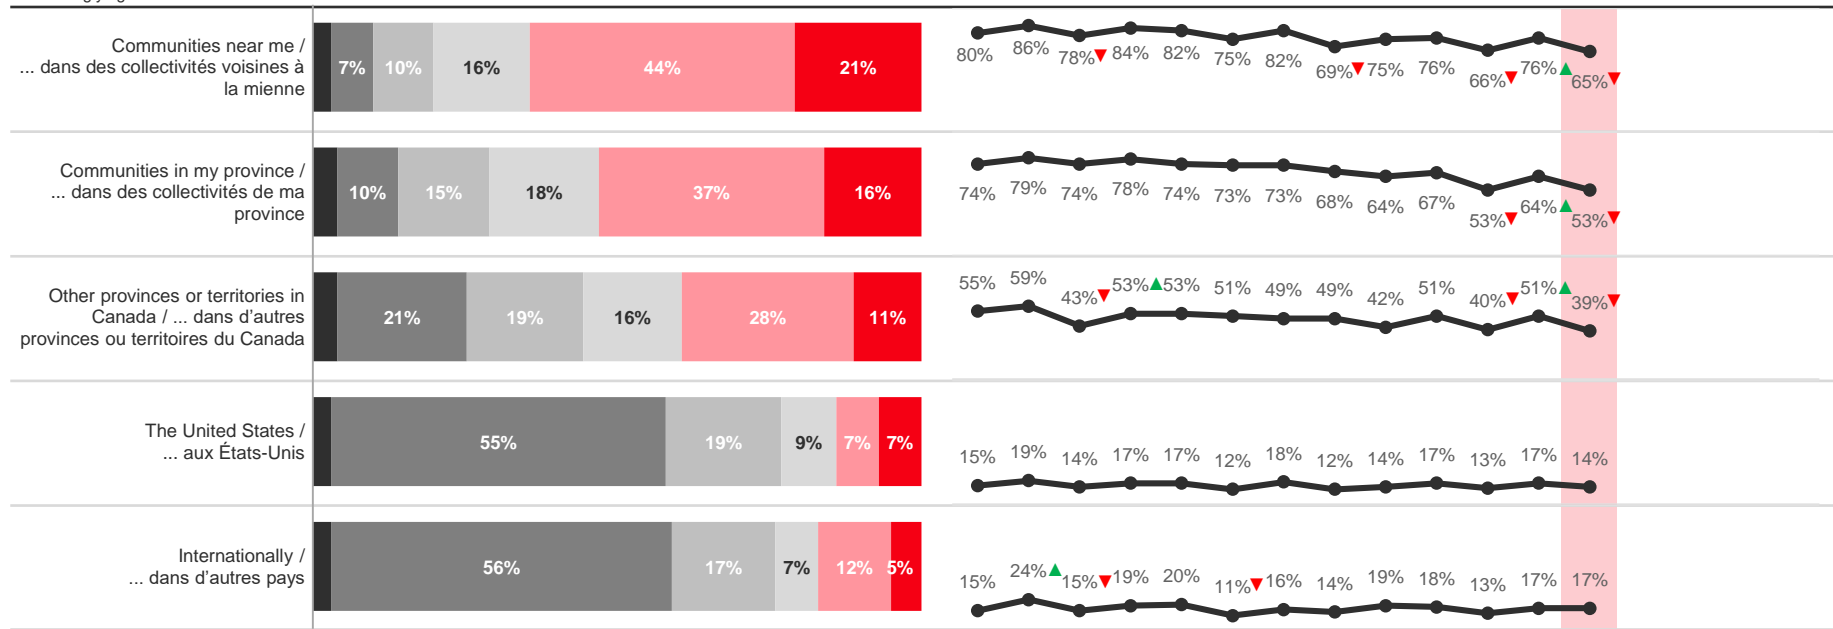 Communities near me /
... dans des collectivités voisines à
la mienne
7% 10% 16% 44% 21%
80% 86% 78% 84% 82% 75% 82% 69% 75% 76% 66% 76% 65%
Communities in my province /
... dans des collectivités de ma
province
10% 15% 18% 37% 16%
74% 79% 74% 78% 74% 73% 73% 68% 64% 67% 53% 64% 53%
Other provinces or territories in
Canada / ... dans d'autres
provinces ou territoires du Canada
21% 19% 16% 28% 11%
55% 59% 43% 53% 53% 51% 49% 49% 42% 51% 40% 51% 39%
The United States /
... aux États-Unis
55% 19% 9% 7% 7%
15% 19% 14% 17% 17% 12% 18% 12% 14% 17% 13% 17% 14%
Internationally /
... dans d'autres pays
56% 17% 7% 12% 5%
15% 24% 15% 19% 20% 11% 16% 14% 19% 18% 13% 17% 17%